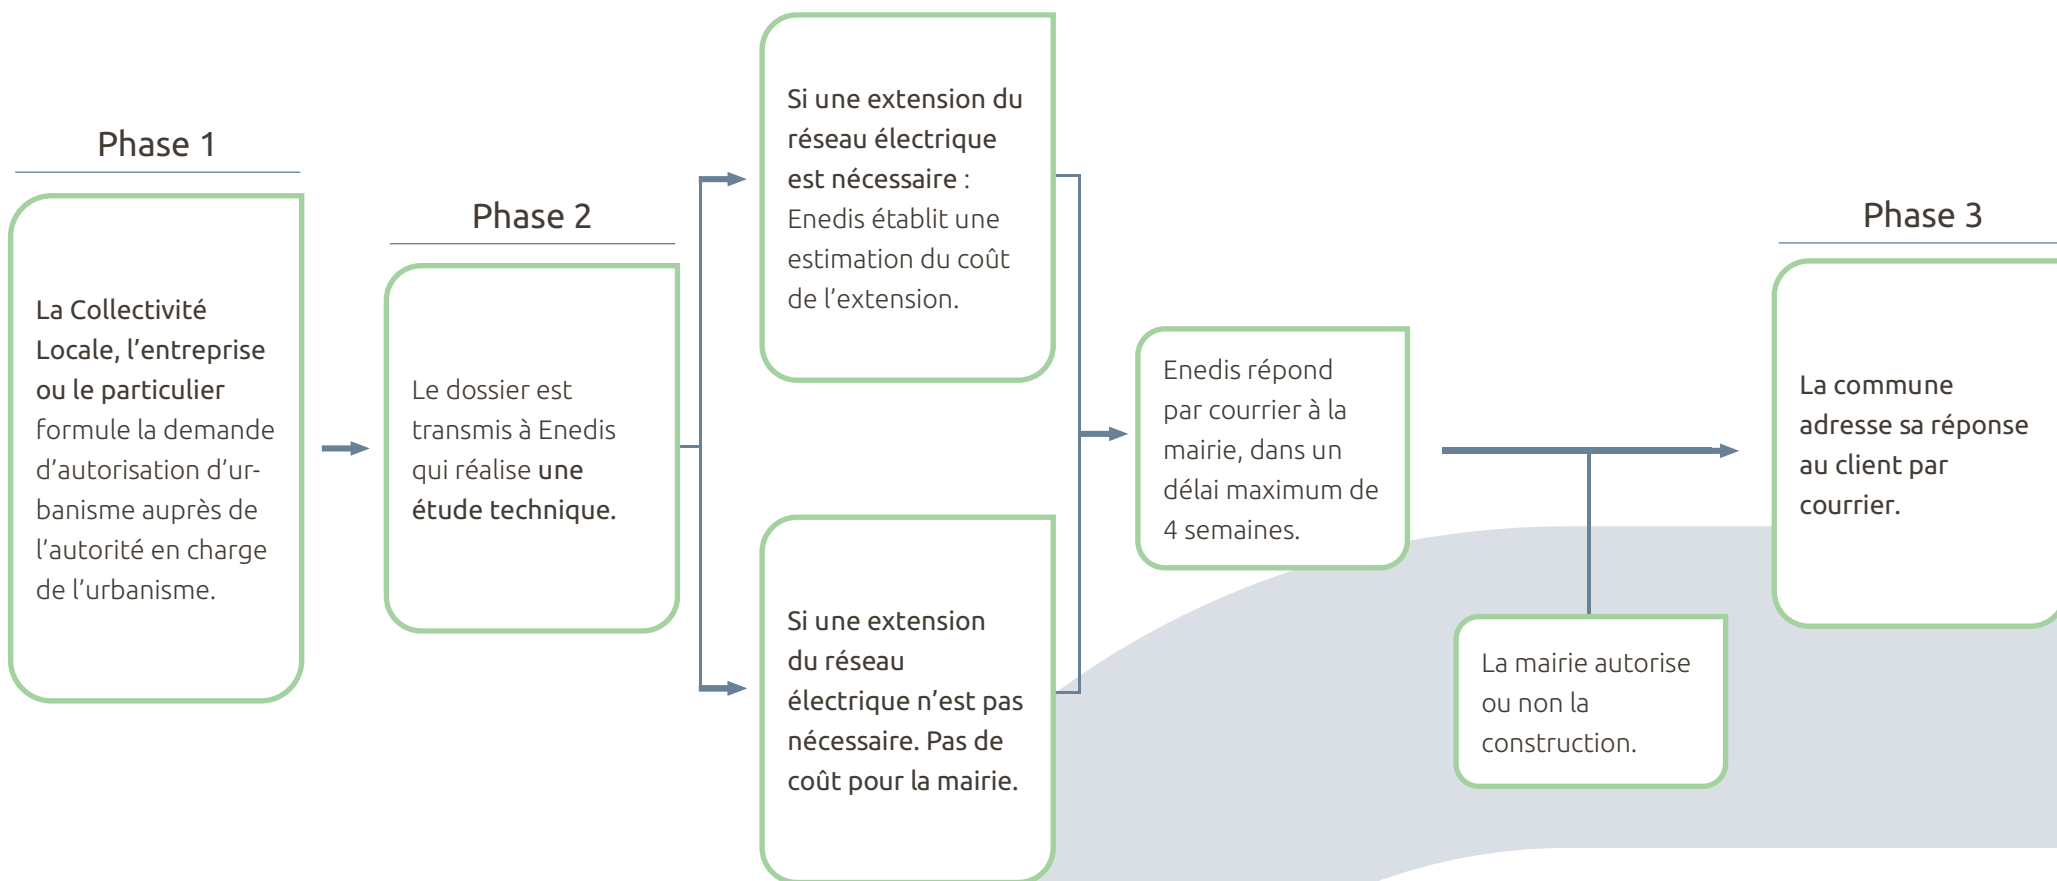 Phase 1
La Collectivité
Locale, l’entreprise
ou le particulier
formule la demande
d’autorisation d’ur-
banisme auprès de
l’autorité en charge
de l’urbanisme.
Phase 2
Le dossier est
transmis à Enedis
qui réalise une
étude technique.
Si une extension du
réseau électrique
est nécessaire :
Enedis établit une
estimation du coût
de l’extension.
Si une extension
du réseau
électrique n’est pas
nécessaire. Pas de
coût pour la mairie.
Enedis répond
par courrier à la
mairie, dans un
délai maximum de
4 semaines.
La mairie autorise
ou non la
construction.
Phase 3
La commune
adresse sa réponse
au client par
courrier.